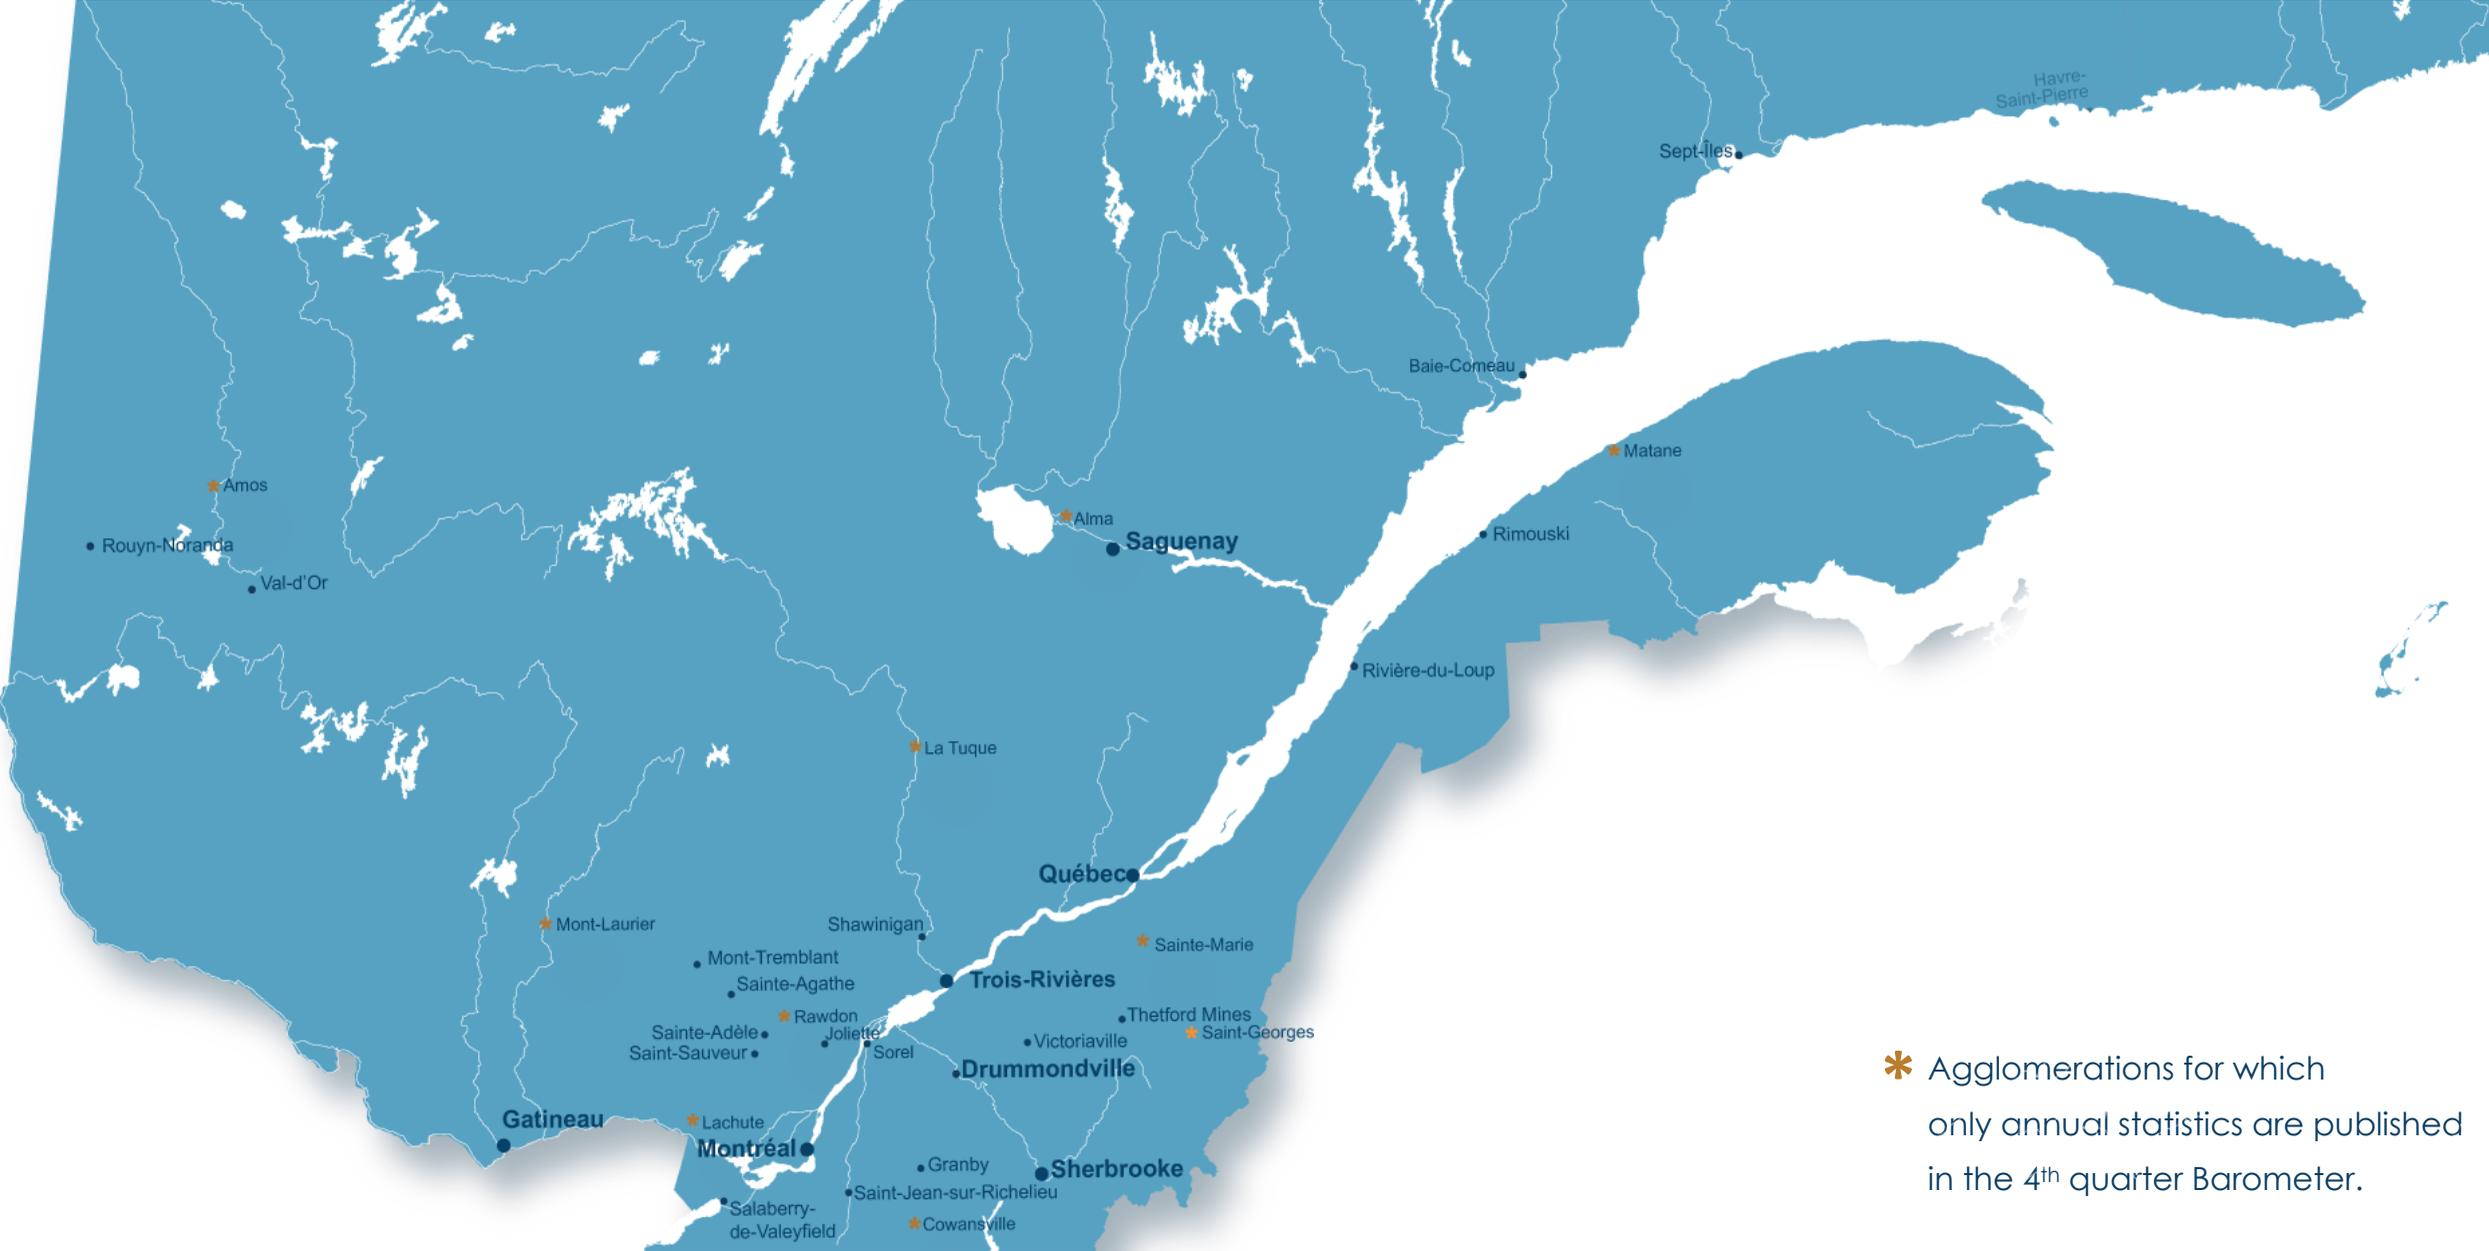 Havre-
Saint-Pierre
Sept-Îles
Baie-Comeau
Matane
Amos
Alma
Rimouski
Saguenay
Rouyn-Noranda
Val-d'Or
Rivière-du-Loup
La Tuque
Québec
Mont-Laurier
Shawinigan
Sainte-Marie
Mont-Tremblant
Trois-Rivières
Sainte-Agathe
Rawdon
Thetford Mines
Sainte-Adèle
Joliette
Saint-Georges
Victoriaville
Saint-Sauveur
Sorel
Drummondville
Gatineau
Lachute
Montréal
Granby
Sherbrooke
Saint-Jean-sur-Richelieu
Salaberry-
de-Valeyfield
Cowansville
* Agglomerations for which
only annual statistics are published
in the 4th quarter Barometer.